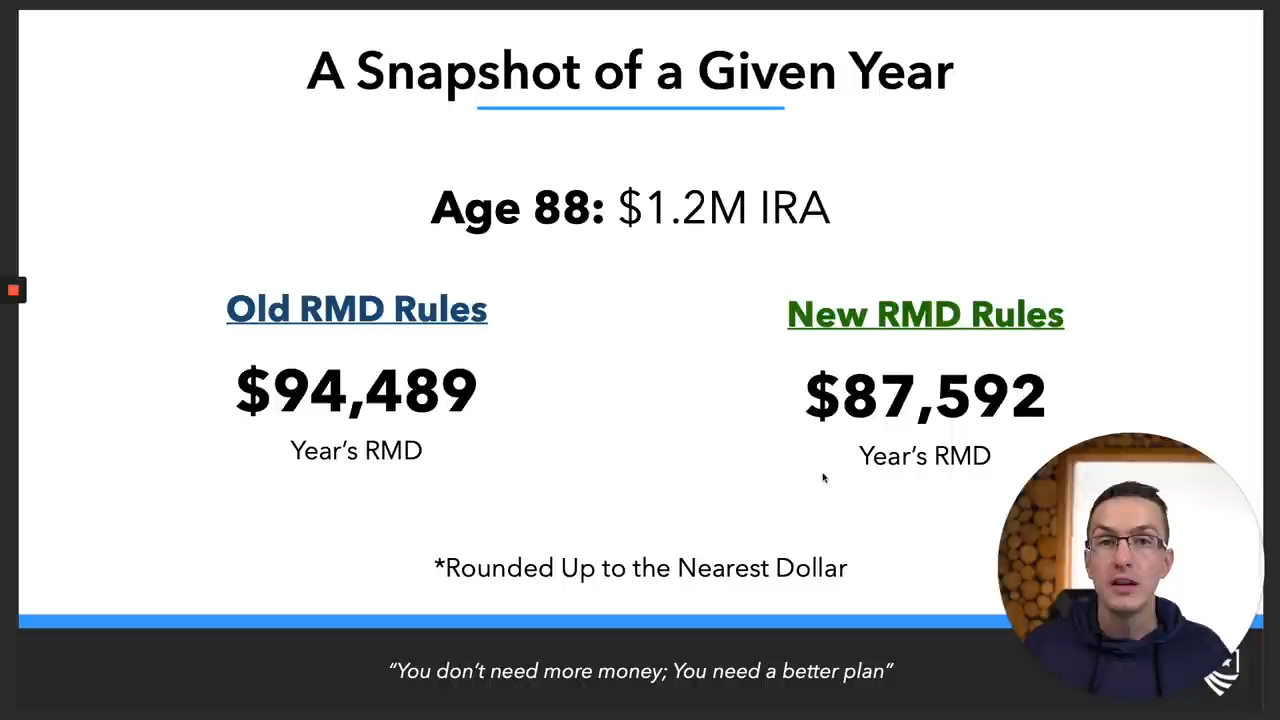 A Snapshot of a Given Year
Age 88: $1.2M IRA
Old RMD Rules
$94,489
Year’s RMD
New RMD Rules
$87,592
Year’s RMD
*Rounded Up to the Nearest Dollar
“You don’t need more money; You need a better plan”